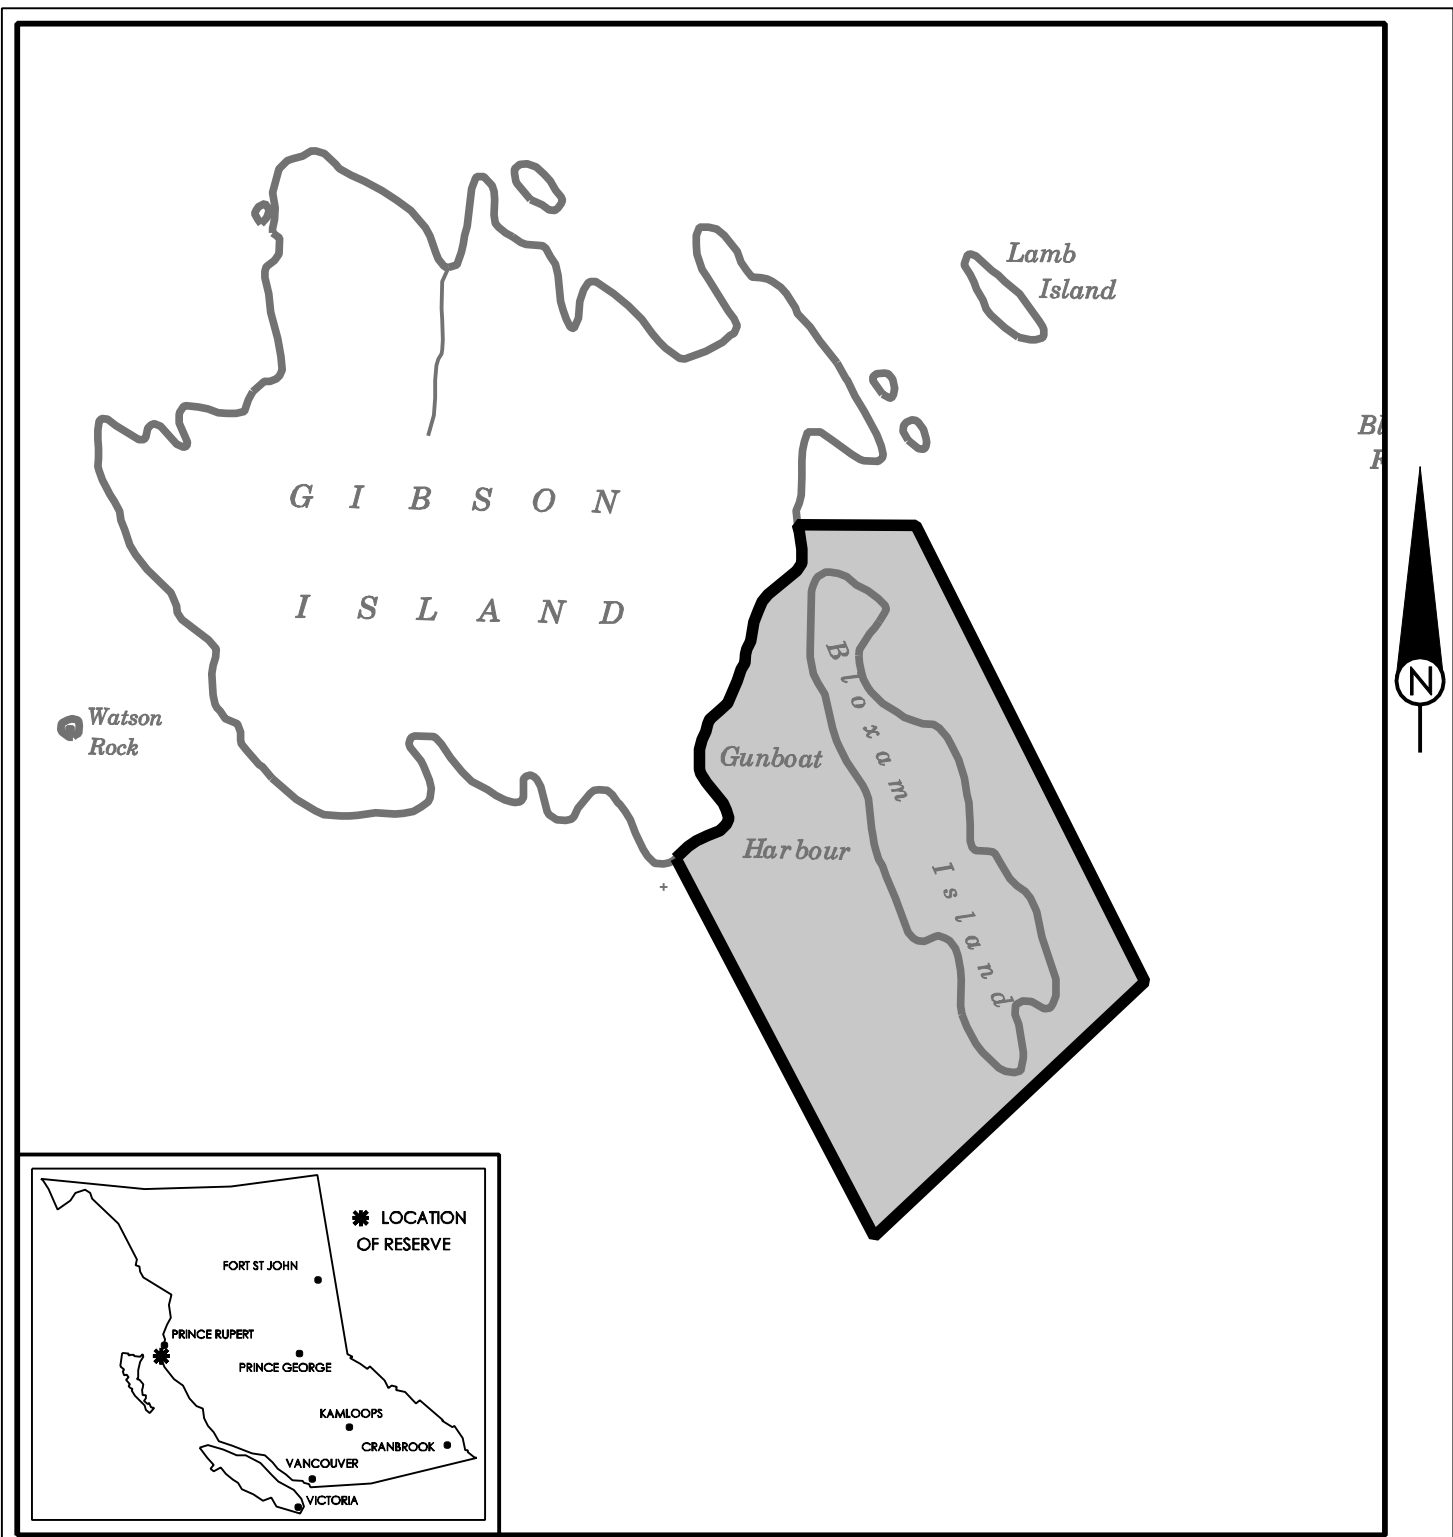 Lamb
Island
GIBSON
ISLAND
N
Watson
Rock
Gunboat
Harbour
Bloxam Island
LOCATION
OF RESERVE
FORT ST JOHN
PRINCE RUPERT
PRINCE GEORGE
KAMLOOPS
CRANBROOK
VANCOUVER
VICTORIA